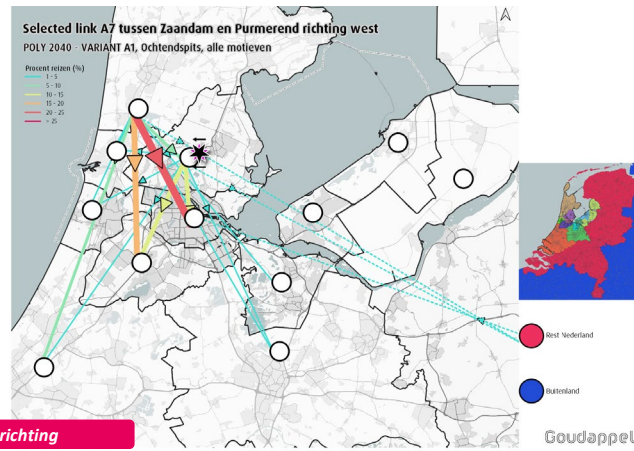 Selected link A7 tussen Zaandam en Purmerend richting west
POLY 2040 - VARIANT A1, Ochtendspits, alle motieven
Procent reizen (%)
1 - 5
5 - 10
10 - 15
15 - 20
20 - 25
> 25
Rest Nederland
Buitenland
richting
Goudappel